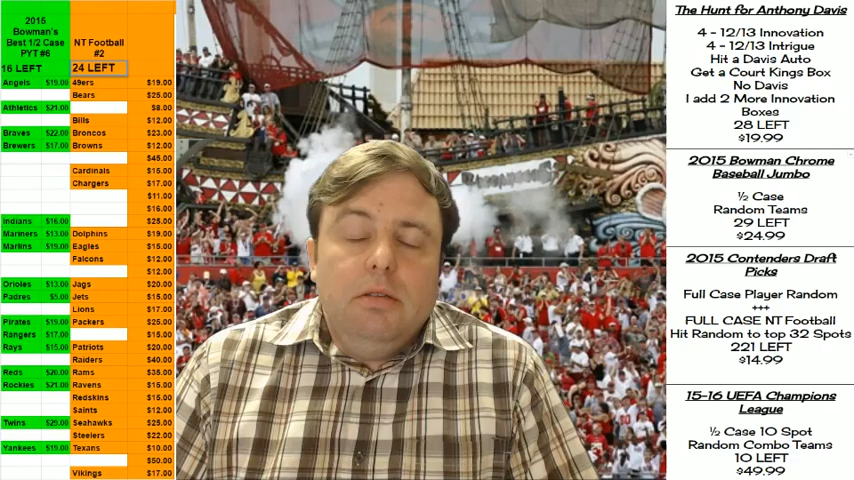 2015
Bowman's
Best 1/2 Case
PYT #6
16 LEFT
Angels $19.00
Athletics $21.00
Braves $22.00
Brewers $17.00
Indians $16.00
Mariners $13.00
Marlins $19.00
Orioles $13.00
Padres $5.00
Pirates $19.00
Rangers $17.00
Rays $15.00
Reds $20.00
Rockies $21.00
Twins $29.00
Yankees $19.00
NT Football
#2
24 LEFT
49ers $19.00
Bears $25.00
$8.00
Bills $12.00
Broncos $23.00
Browns $12.00
$45.00
Cardinals $15.00
Chargers $17.00
$11.00
$16.00
$25.00
Dolphins $19.00
Eagles $15.00
Falcons $12.00
$12.00
Jags $20.00
Jets $15.00
Lions $17.00
Packers $25.00
$15.00
Patriots $20.00
Raiders $40.00
Rams $35.00
Ravens $15.00
Redskins $15.00
Saints $12.00
Seahawks $25.00
Steelers $22.00
Texans $10.00
$50.00
Vikings $17.00
The Hunt for Anthony Davis
4 - 12/13 Innovation
4 - 12/13 Intrigue
Hit a Davis Auto
Get a Court Kings Box
No Davis
I add 2 More Innovation
Boxes
28 LEFT
$19.99
2015 Bowman Chrome
Baseball Jumbo
½ Case
Random Teams
29 LEFT
$24.99
2015 Contenders Draft
Picks
Full Case Player Random
+++
FULL CASE NT Football
Hit Random to top 32 Spots
221 LEFT
$14.99
15-16 UEFA Champions
League
½ Case 10 Spot
Random Combo Teams
10 LEFT
$49.99